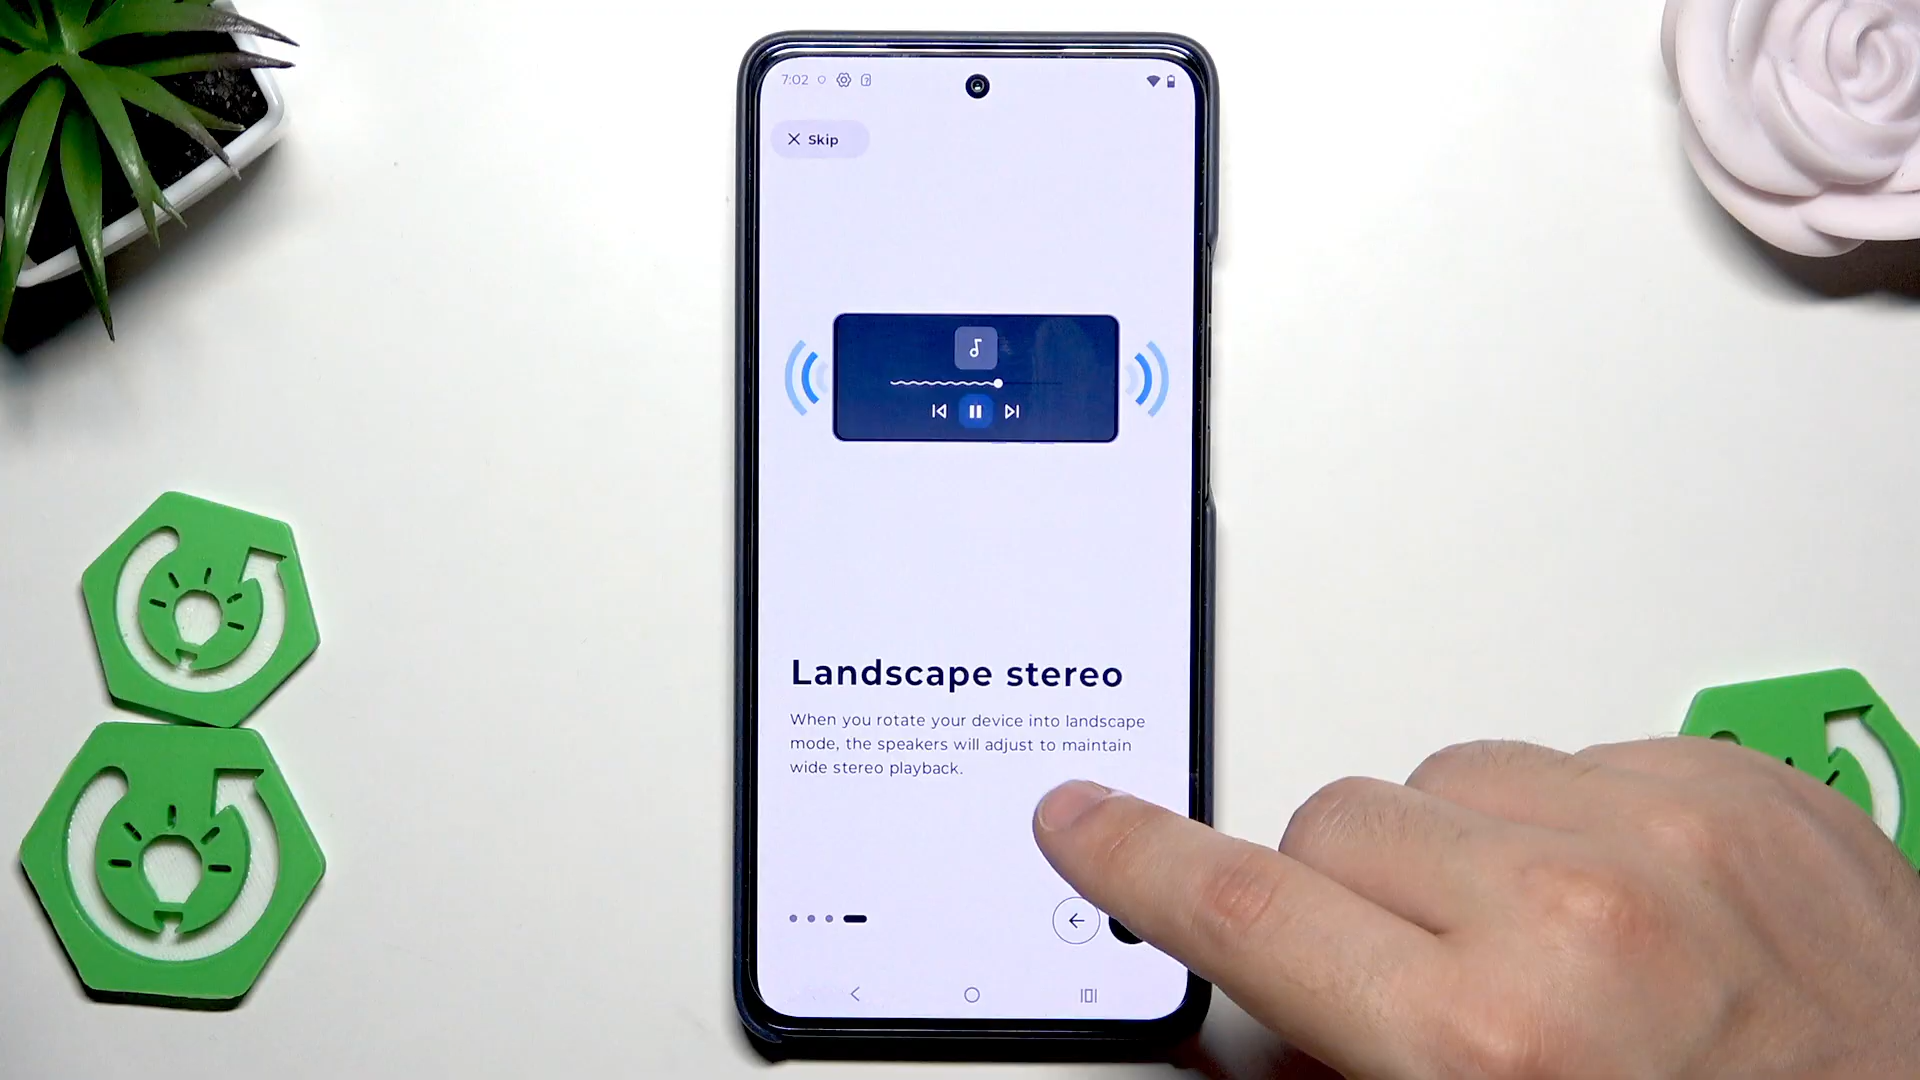 7:02
Skip
Landscape stereo
When you rotate your device into landscape
mode, the speakers will adjust to maintain
wide stereo playback.